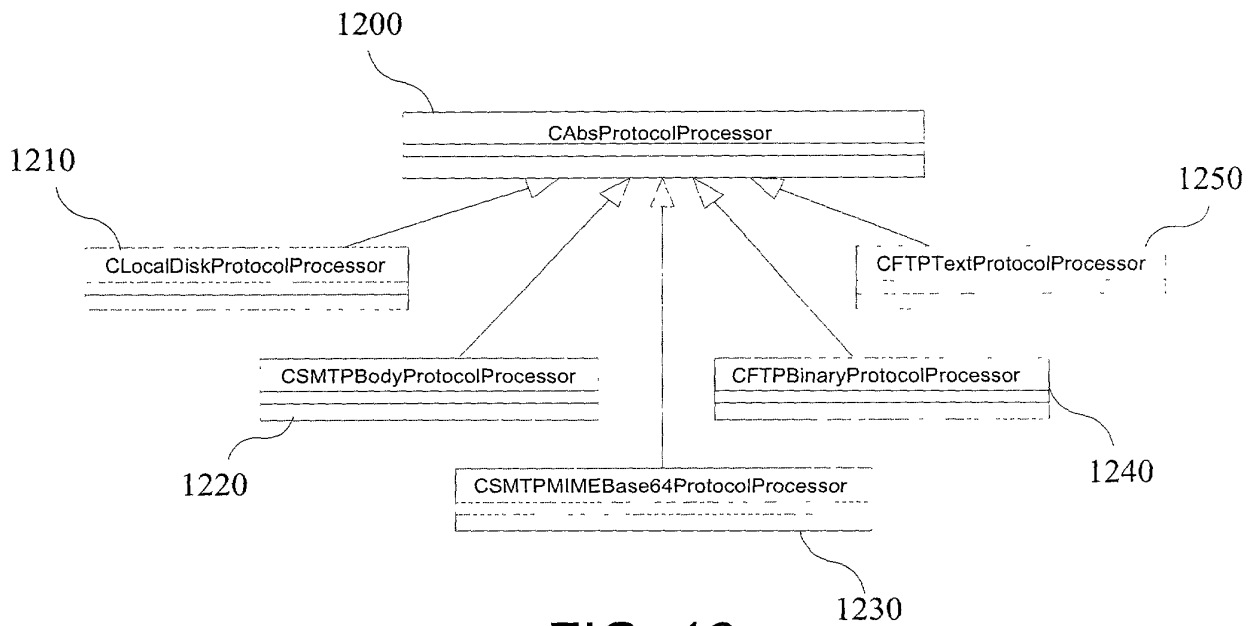 1200
CAbsProtocolProcessor
1210
1250
CLocalDiskProtocolProcessor
CFTPTextProtocolProcessor
CSMTPBodyProtocolProcessor
CFTPBinaryProtocolProcessor
1220
1240
CSMTPMIMEBase64ProtocolProcessor
1230